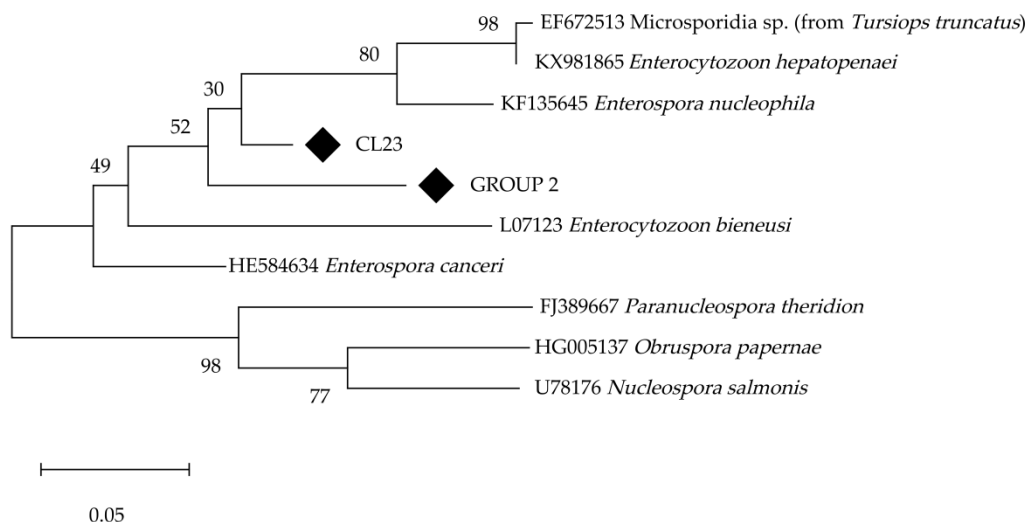 98
EF672513 Microsporidia sp. (from Tursiops truncatus)
80
KX981865 Enterocytozoon hepatopenaei
30
KF135645 Enterospora nucleophila
52
CL23
49
GROUP 2
L07123 Enterocytozoon bieneusi
HE584634 Enterospora canceri
FJ389667 Paranucleospora theridion
HG005137 Obruspora papernae
98
U78176 Nucleospora salmonis
77
0.05